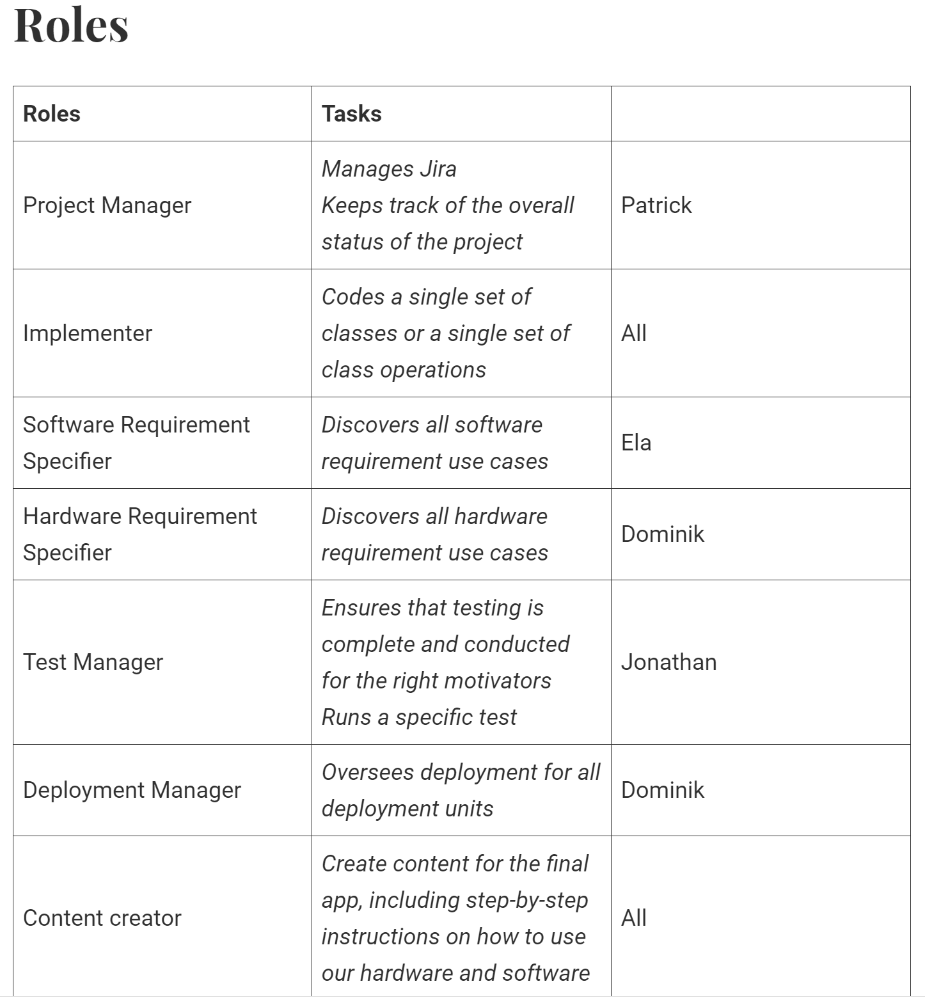 Roles
Roles
Tasks
Project Manager
Manages Jira
Keeps track of the overall
status of the project
Patrick
Implementer
Codes a single set of
classes or a single set of
class operations
All
Software Requirement
Specifier
Discovers all software
requirement use cases
Ela
Hardware Requirement
Specifier
Discovers all hardware
requirement use cases
Dominik
Test Manager
Ensures that testing is
complete and conducted
for the right motivators
Runs a specific test
Jonathan
Deployment Manager
Oversees deployment for all
deployment units
Dominik
Content creator
Create content for the final
app, including step-by-step
instructions on how to use
our hardware and software
All